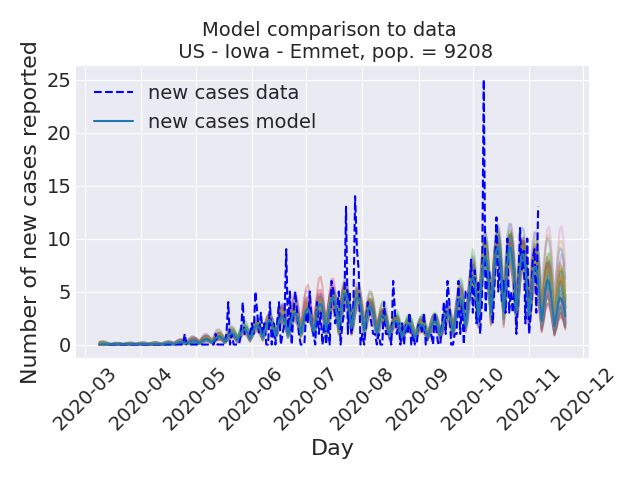 Model comparison to data
US - Iowa - Emmet, pop. = 9208
Number of new cases reported
25
20
15
10
5
0
new cases data
new cases model
2020-03
2020-04
2020-05
2020-06
2020-07
2020-08
2020-09
2020-10
2020-11
2020-12
Day